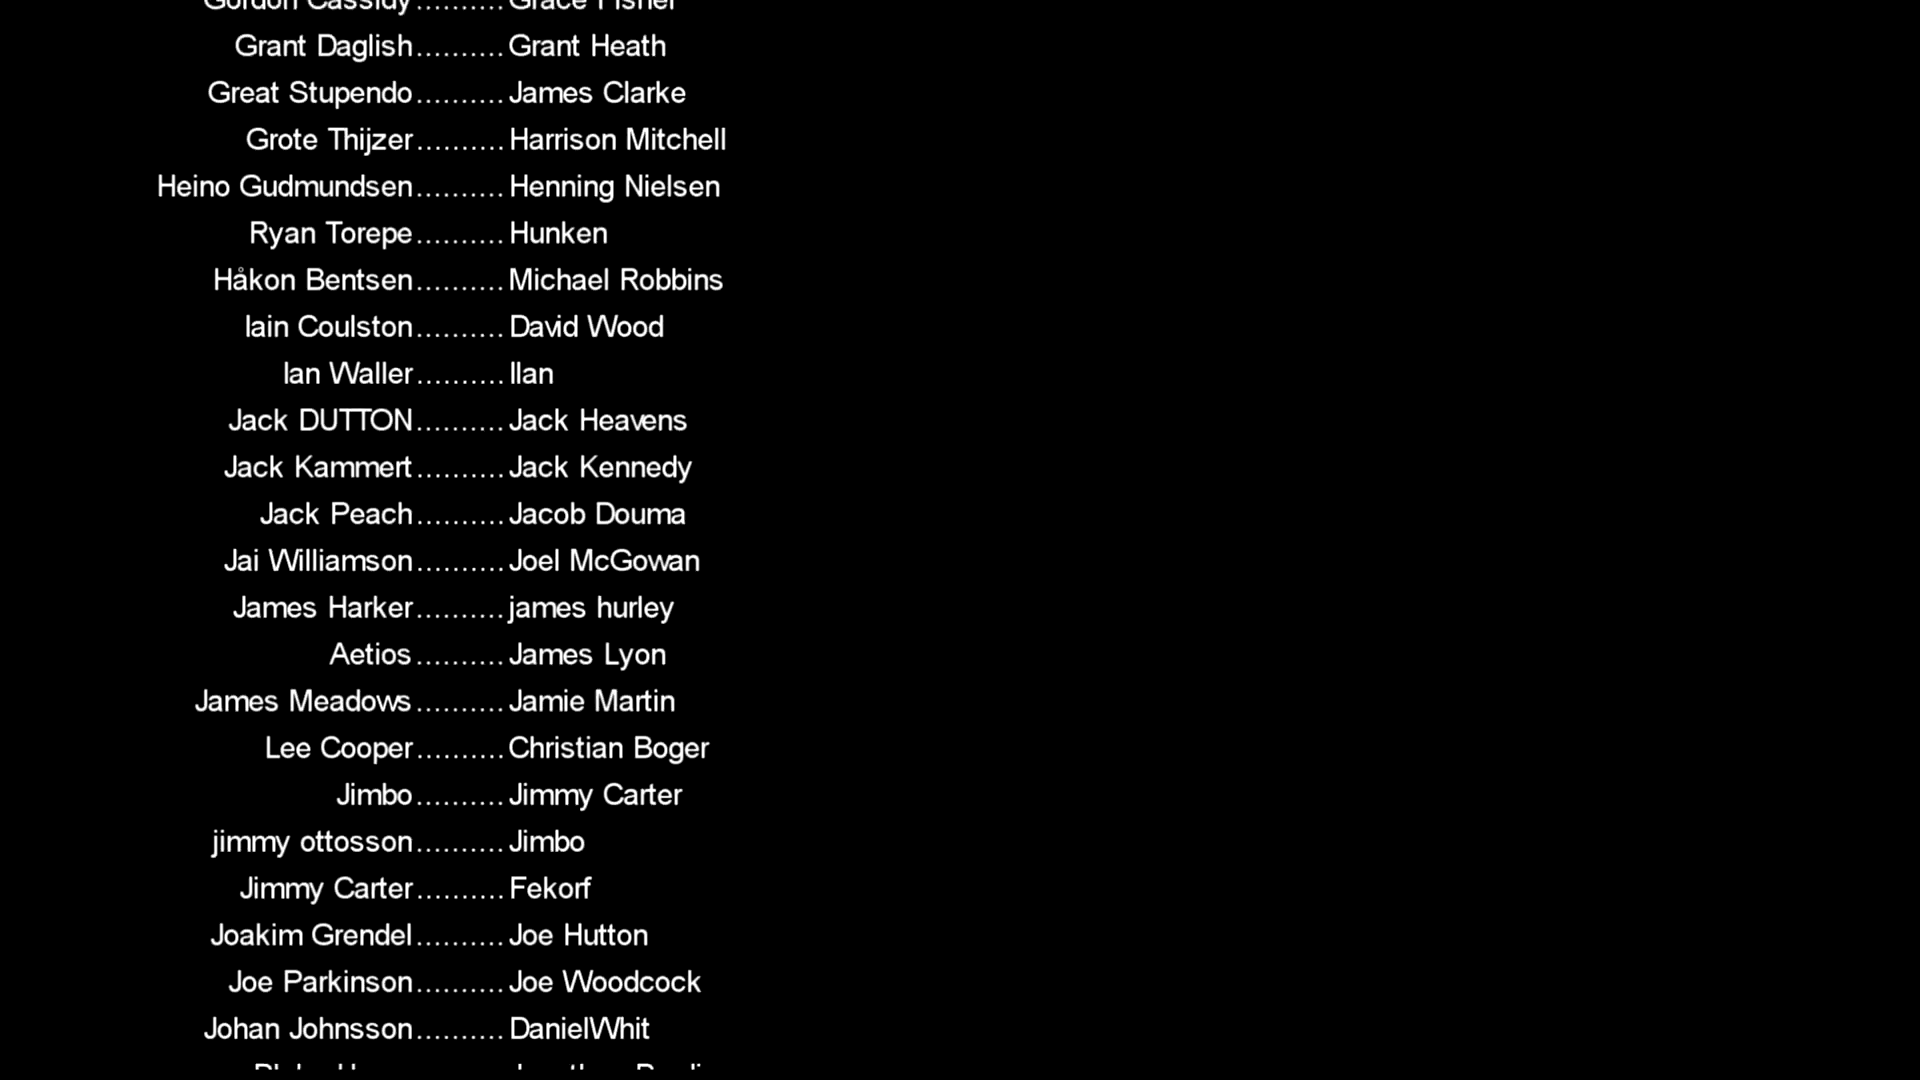 Gordon Cassidy..........Grace Fisher
Grant Daglish..........Grant Heath
Great Stupendo..........James Clarke
Grote Thijzer..........Harrison Mitchell
Heino Gudmundsen..........Henning Nielsen
Ryan Torepe..........Hunken
Håkon Bentsen..........Michael Robbins
Iain Coulston..........David Wood
Ian Waller..........Ilan
Jack DUTTON..........Jack Heavens
Jack Kammert..........Jack Kennedy
Jack Peach..........Jacob Douma
Jai Williamson..........Joel McGowan
James Harker..........james hurley
Aetios..........James Lyon
James Meadows..........Jamie Martin
Lee Cooper..........Christian Boger
Jimbo..........Jimmy Carter
jimmy ottosson..........Jimbo
Jimmy Carter..........Fekorf
Joakim Grendel..........Joe Hutton
Joe Parkinson..........Joe Woodcock
Johan Johnsson..........DanielWhit